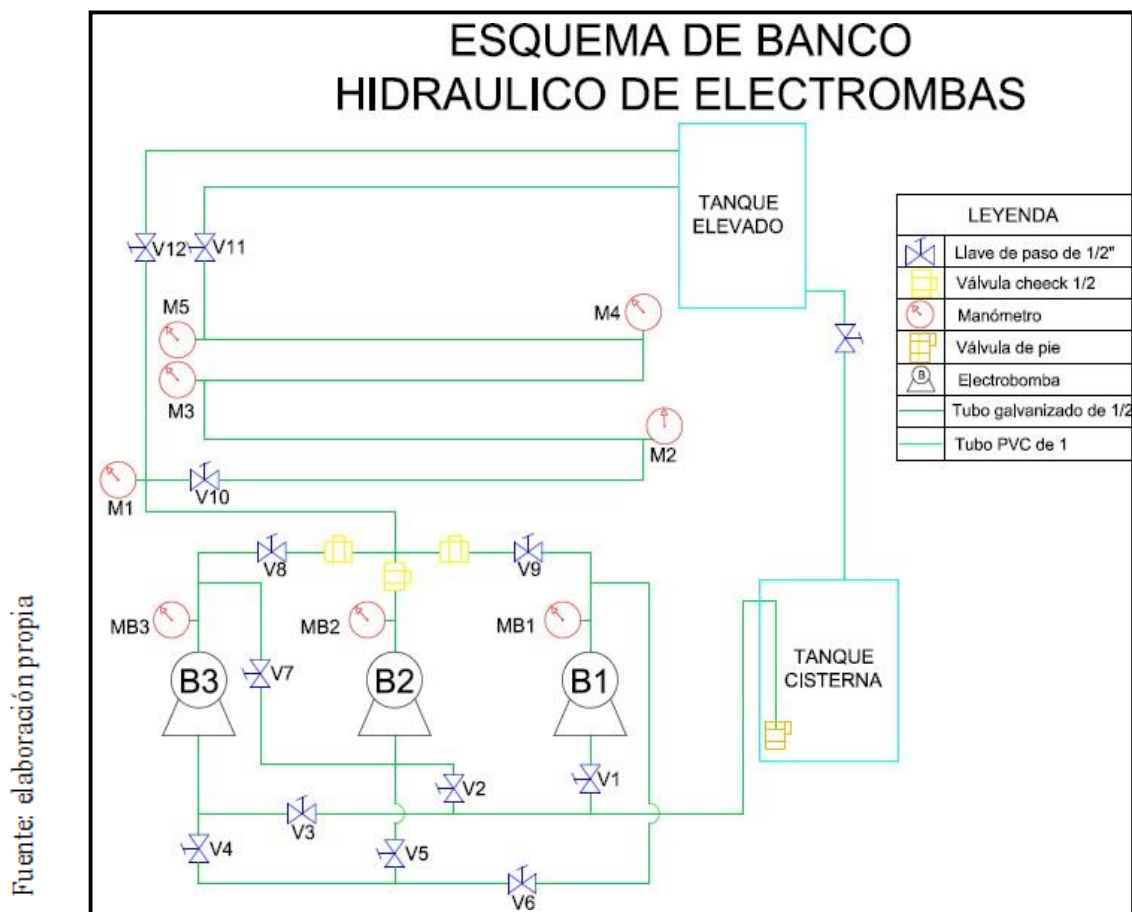 ESQUEMA DE BANCO
HIDRAULICO DE ELECTROMBAS
TANQUE
ELEVADO
LEYENDA
Llave de paso de 1/2"
Válvula cheeck 1/2
Manómetro
Válvula de pie
B
Electrobomba
Tubo galvanizado de 1/2
Tubo PVC de 1
V12
V11
M5
M4
M3
M2
M1
V10
V8
V9
MB3
MB2
MB1
B3
B2
B1
V7
TANQUE
CISTERNA
V2
V1
V3
V4
V5
V6
Fuente: elaboración propia